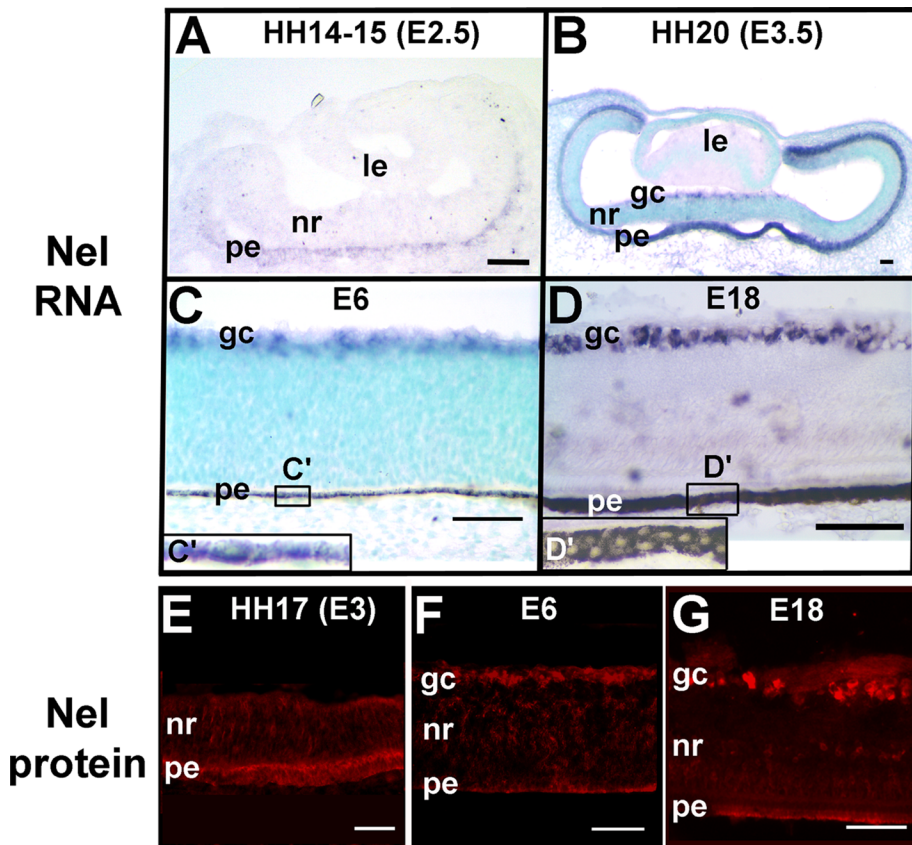 Nel
RNA
A HH14-15 (E2.5)
le
nr
pe
B HH20 (E3.5)
le
gc
nr
pe
C E6
gc
C'
pe
C'
D E18
gc
D'
pe
D'
Nel
protein
E HH17 (E3)
nr
pe
F E6
gc
nr
pe
G E18
gc
nr
pe